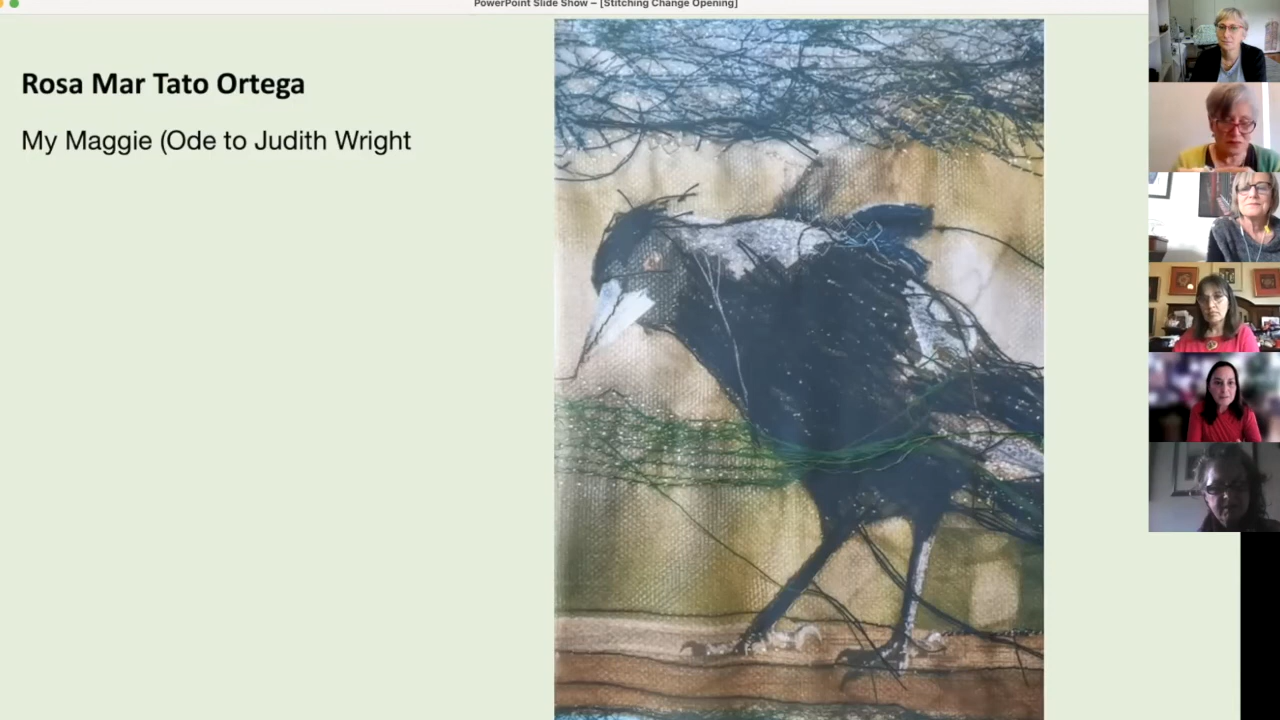 PowerPoint Slide Show – [Stitching Change Opening]
Rosa Mar Tato Ortega
My Maggie (Ode to Judith Wright